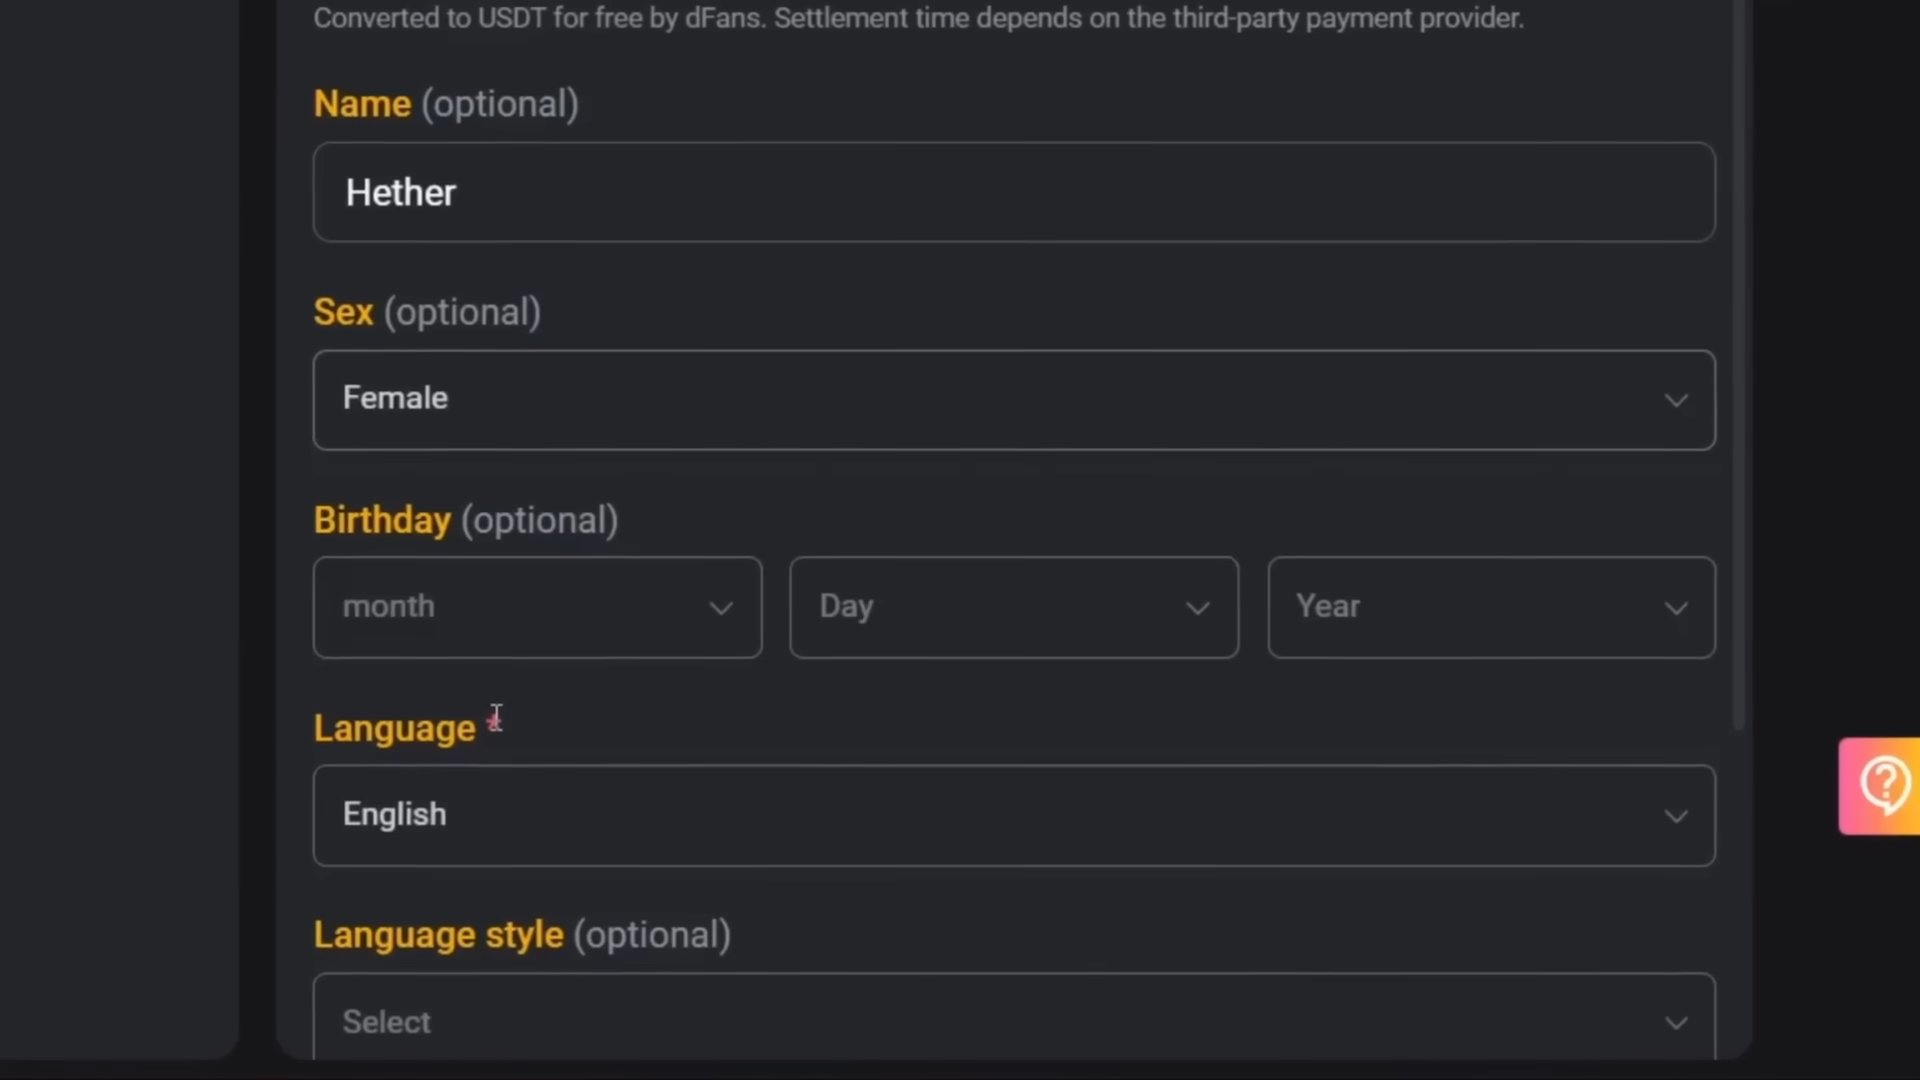 Converted to USDT for free by dFans. Settlement time depends on the third-party payment provider.
Name (optional)
Hether
Sex (optional)
Female
Birthday (optional)
month Day Year
Language *
English
Language style (optional)
Select